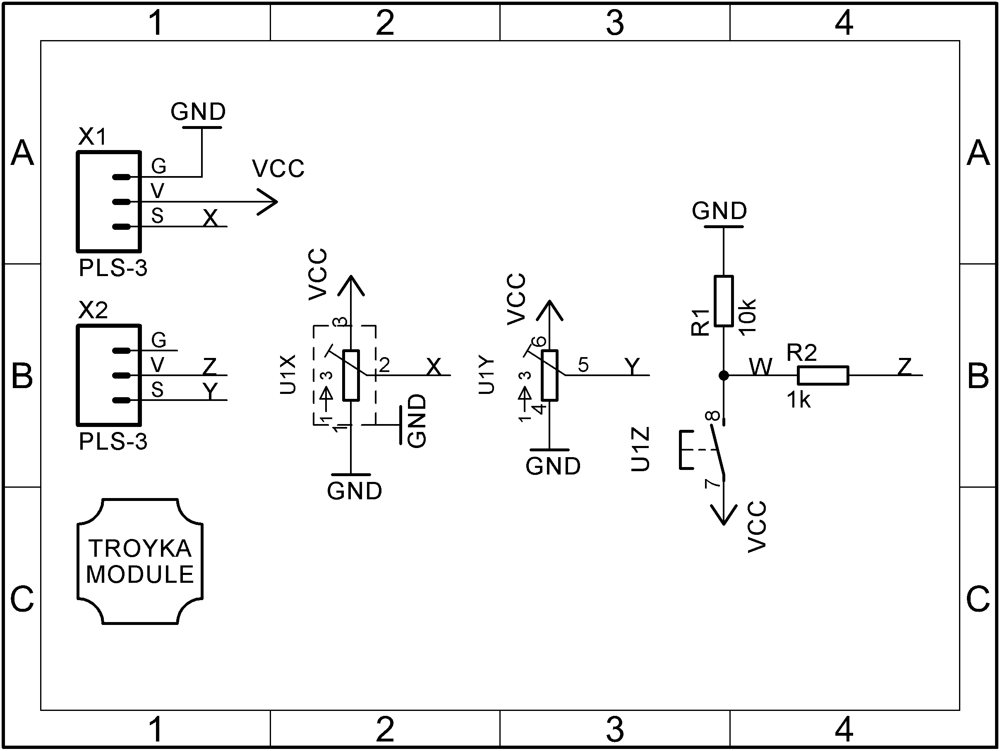 1 2 3 4
A A
GND
X1
G
VCC
V
S X
PLS-3
GND
VCC
VCC
X2
3
R1
10k
G
6
V Z
U1X
3
2
X
U1Y
3
5
Y
W
R2
Z
B B
S Y
1k
1
1
GND
1
4
8
PLS-3
U1Z
GND
7
GND
VCC
TROYKA
MODULE
C C
1 2 3 4